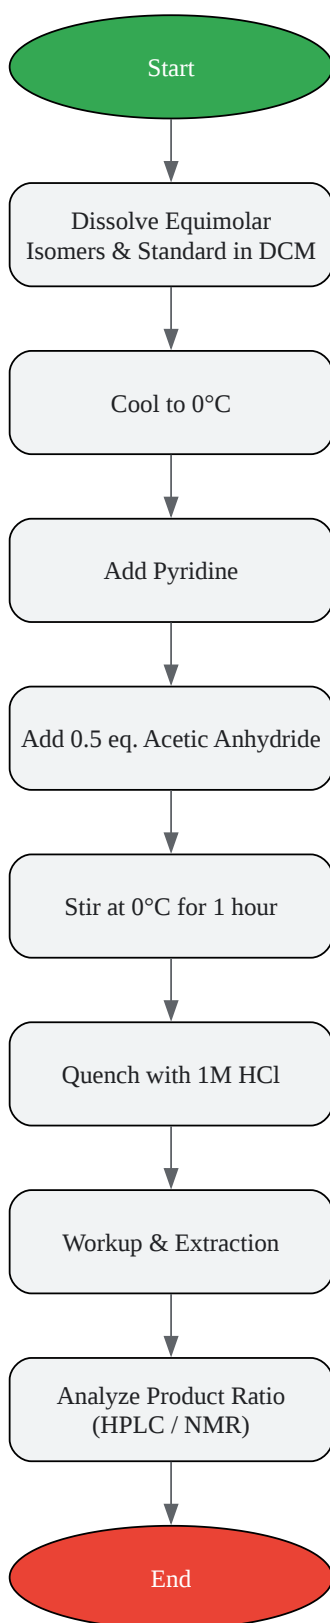 Start
Dissolve Equimolar
Isomers & Standard in DCM
Cool to 0°C
Add Pyridine
Add 0.5 eq. Acetic Anhydride
Stir at 0°C for 1 hour
Quench with 1M HCl
Workup & Extraction
Analyze Product Ratio
(HPLC / NMR)
End